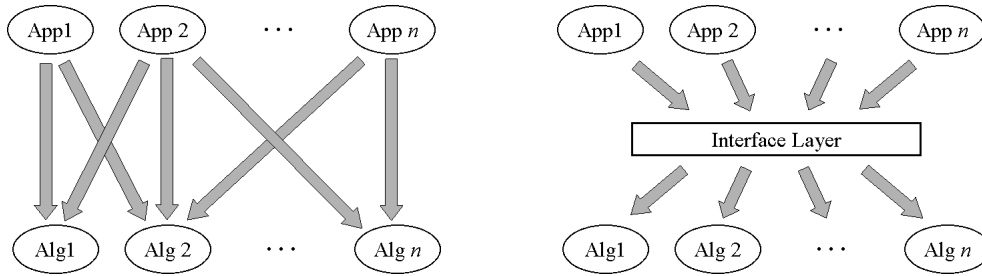 App1 App 2 ··· App n App1 App 2 ··· App n
Interface Layer
Alg1 Alg 2 ··· Alg n Alg1 Alg 2 ··· Alg n